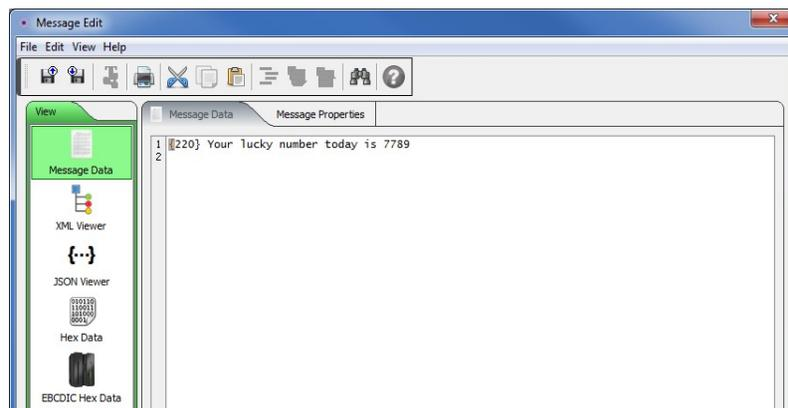 Message Edit
File Edit View Help
View
Message Data
Message Properties
Message Data
XML Viewer
{···}
JSON Viewer
010110
110011
101000
0001
Hex Data
EBCDIC Hex Data
1 {220} Your lucky number today is 7789
2